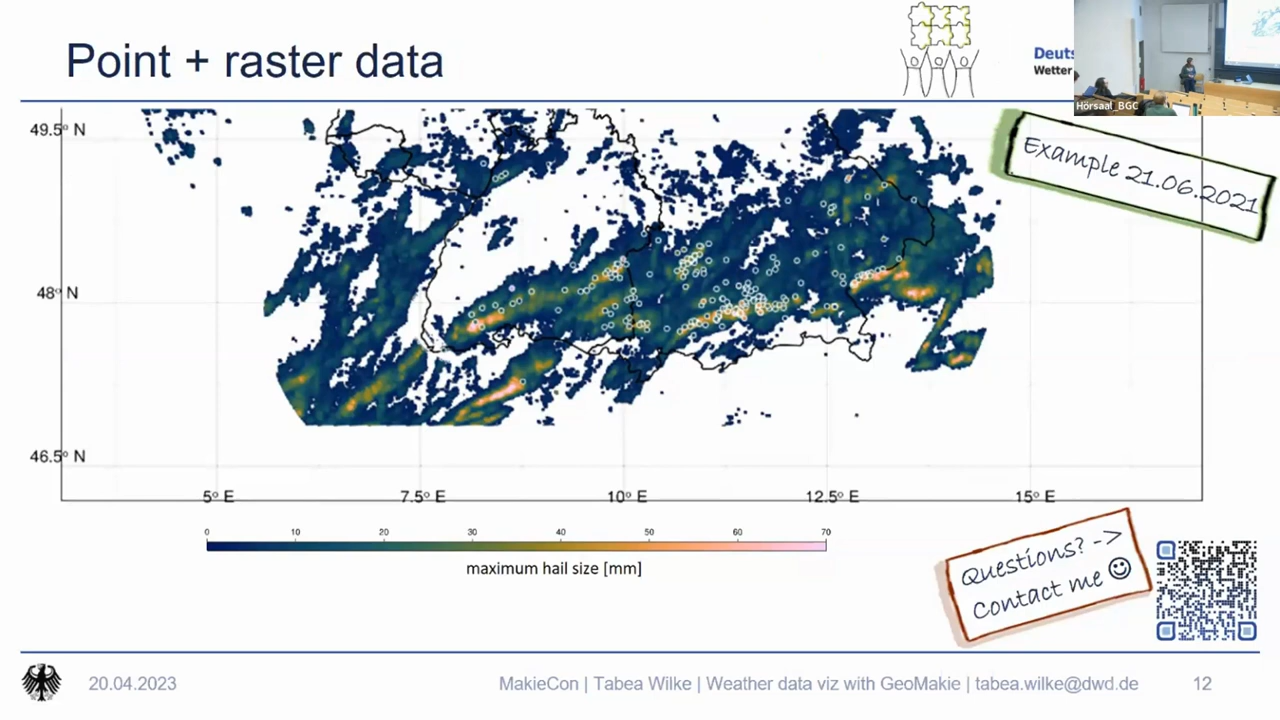 Point + raster data
Wetter
Hörsaal_BGC
Example 21.06.2021
49.5° N
48° N
46.5° N
5° E
7.5° E
10° E
12.5° E
15° E
0 10 20 30 40 50 60 70
maximum hail size [mm]
Questions? ->
Contact me ☺
20.04.2023
MakieCon | Tabea Wilke | Weather data viz with GeoMakie | tabea.wilke@dwd.de
12